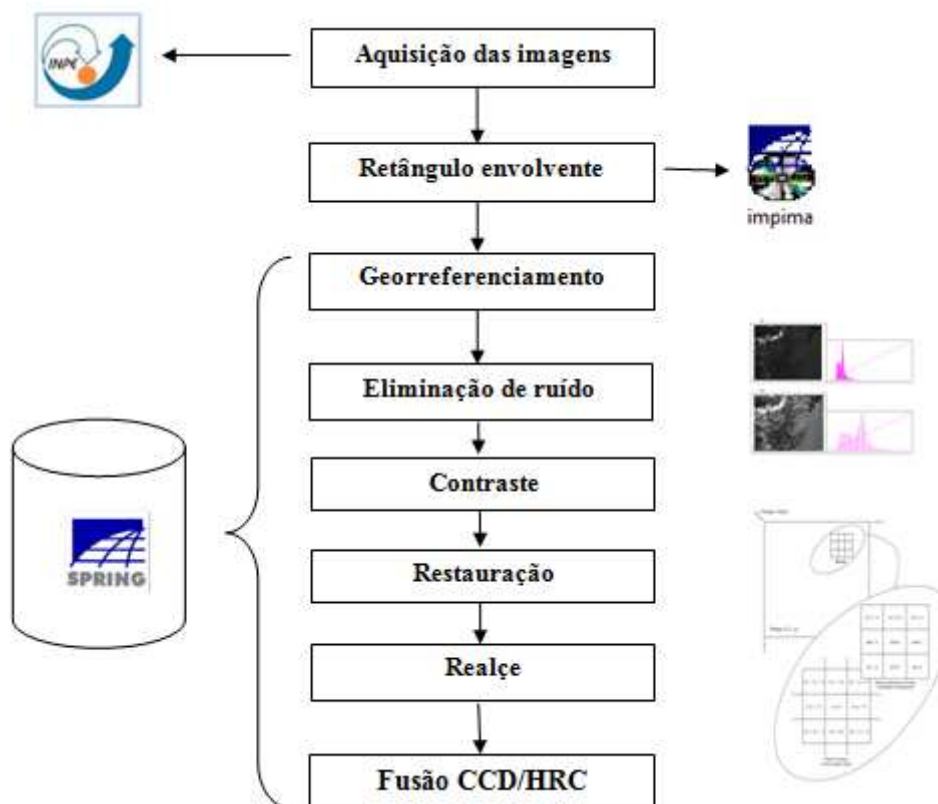 INPE
Aquisição das imagens
Retângulo envolvente
impima
Georreferenciamento
Eliminação de ruído
Contraste
Restauração
SPRING
Realçe
Fusão CCD/HRC